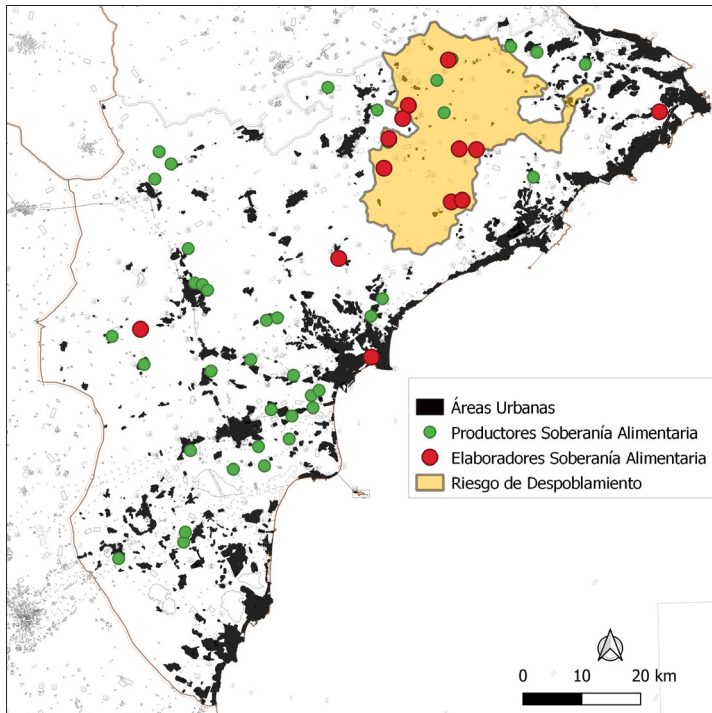 Áreas Urbanas
Productores Soberanía Alimentaria
Elaboradores Soberanía Alimentaria
Riesgo de Despoblamiento
0 10 20 km